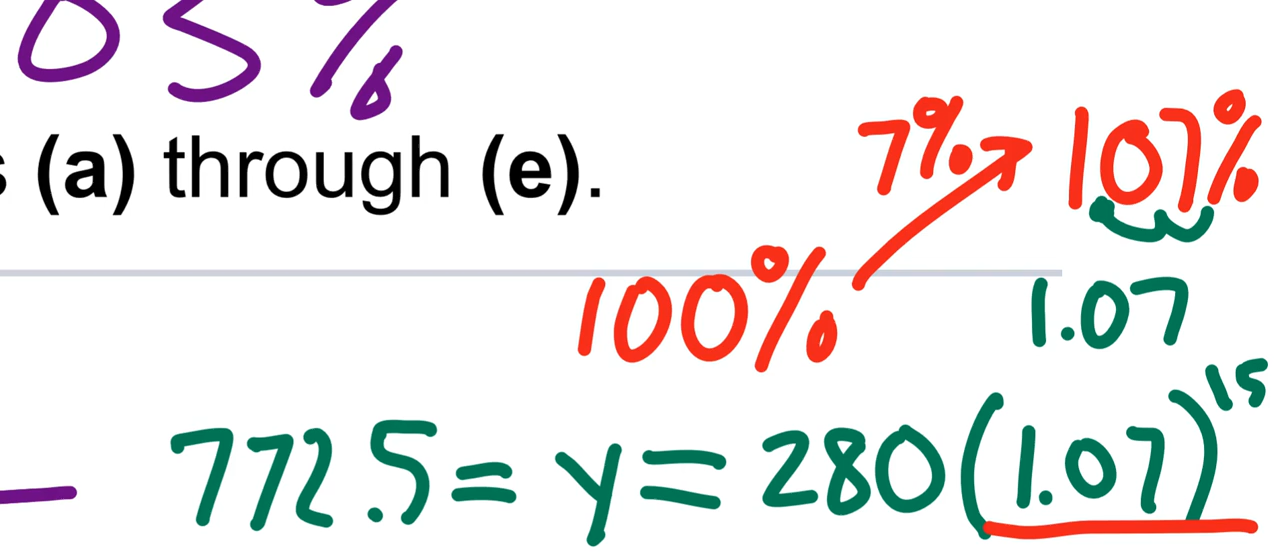 05%
(a) through (e).
7% 107%
100%
1.07
772.5 = y = 280(1.07)^15